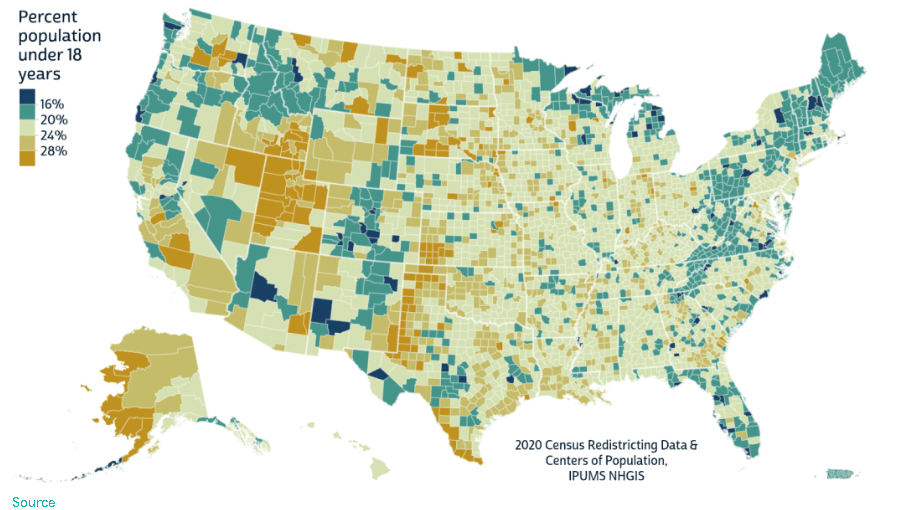 Percent
population
under 18
years
16%
20%
24%
28%
2020 Census Redistricting Data &
Centers of Population,
IPUMS NHGIS
Source